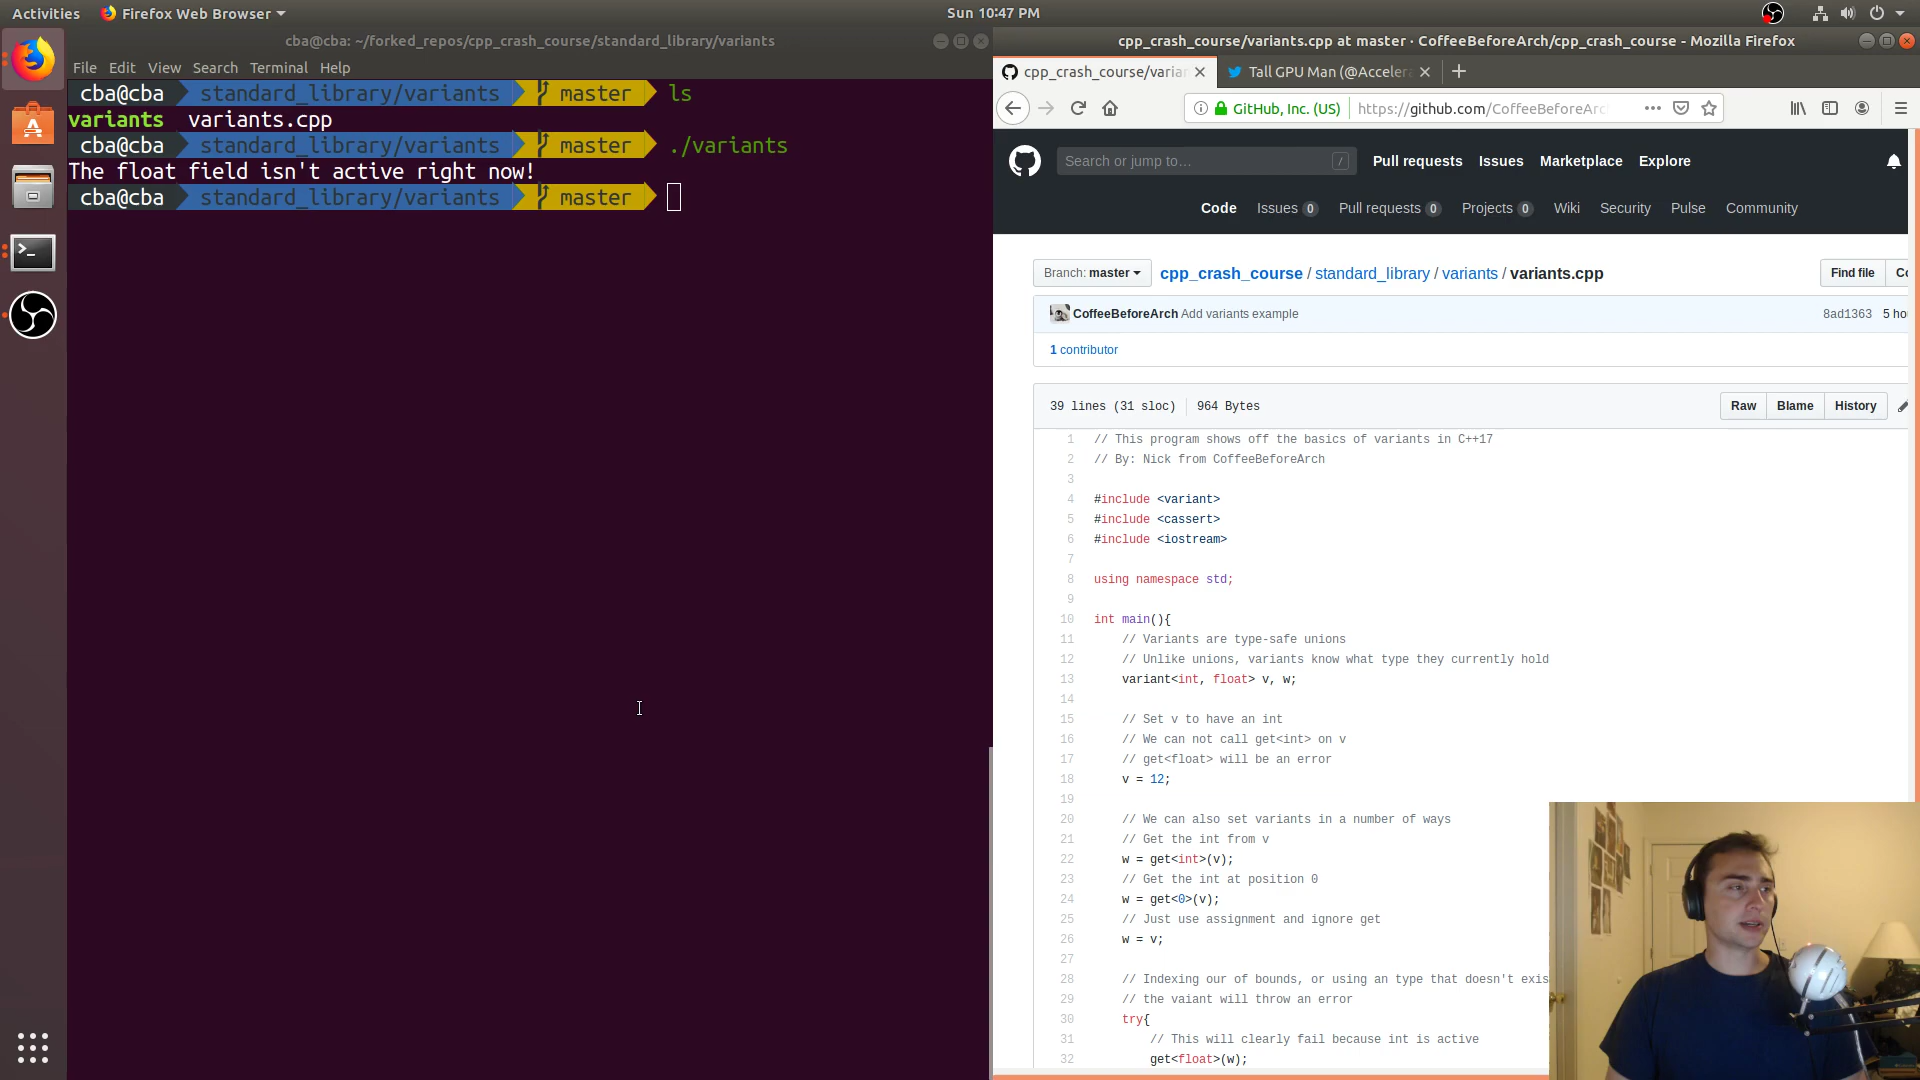 Activities Firefox Web Browser Sun 10:47 PM
cba@cba: ~/forked_repos/cpp_crash_course/standard_library/variants
File Edit View Search Terminal Help
cba@cba standard_library/variants master ls
variants variants.cpp
cba@cba standard_library/variants master ./variants
The float field isn't active right now!
cba@cba standard_library/variants master
cpp_crash_course/variants.cpp at master · CoffeeBeforeArch/cpp_crash_course - Mozilla Firefox
cpp_crash_course/varian Tall GPU Man (@Acceler
GitHub, Inc. (US) https://github.com/CoffeeBeforeArc
Search or jump to… / Pull requests Issues Marketplace Explore
Code Issues 0 Pull requests 0 Projects 0 Wiki Security Pulse Community
Branch: master cpp_crash_course / standard_library / variants / variants.cpp Find file
CoffeeBeforeArch Add variants example 8ad1363 5 ho
1 contributor
39 lines (31 sloc) 964 Bytes Raw Blame History
1 // This program shows off the basics of variants in C++17
2 // By: Nick from CoffeeBeforeArch
3
4 #include <variant>
5 #include <cassert>
6 #include <iostream>
7
8 using namespace std;
9
10 int main(){
11 // Variants are type-safe unions
12 // Unlike unions, variants know what type they currently hold
13 variant<int, float> v, w;
14
15 // Set v to have an int
16 // We can not call get<int> on v
17 // get<float> will be an error
18 v = 12;
19
20 // We can also set variants in a number of ways
21 // Get the int from v
22 w = get<int>(v);
23 // Get the int at position 0
24 w = get<0>(v);
25 // Just use assignment and ignore get
26 w = v;
27
28 // Indexing our of bounds, or using an type that doesn't exis
29 // the vaiant will throw an error
30 try{
31 // This will clearly fail because int is active
32 get<float>(w);